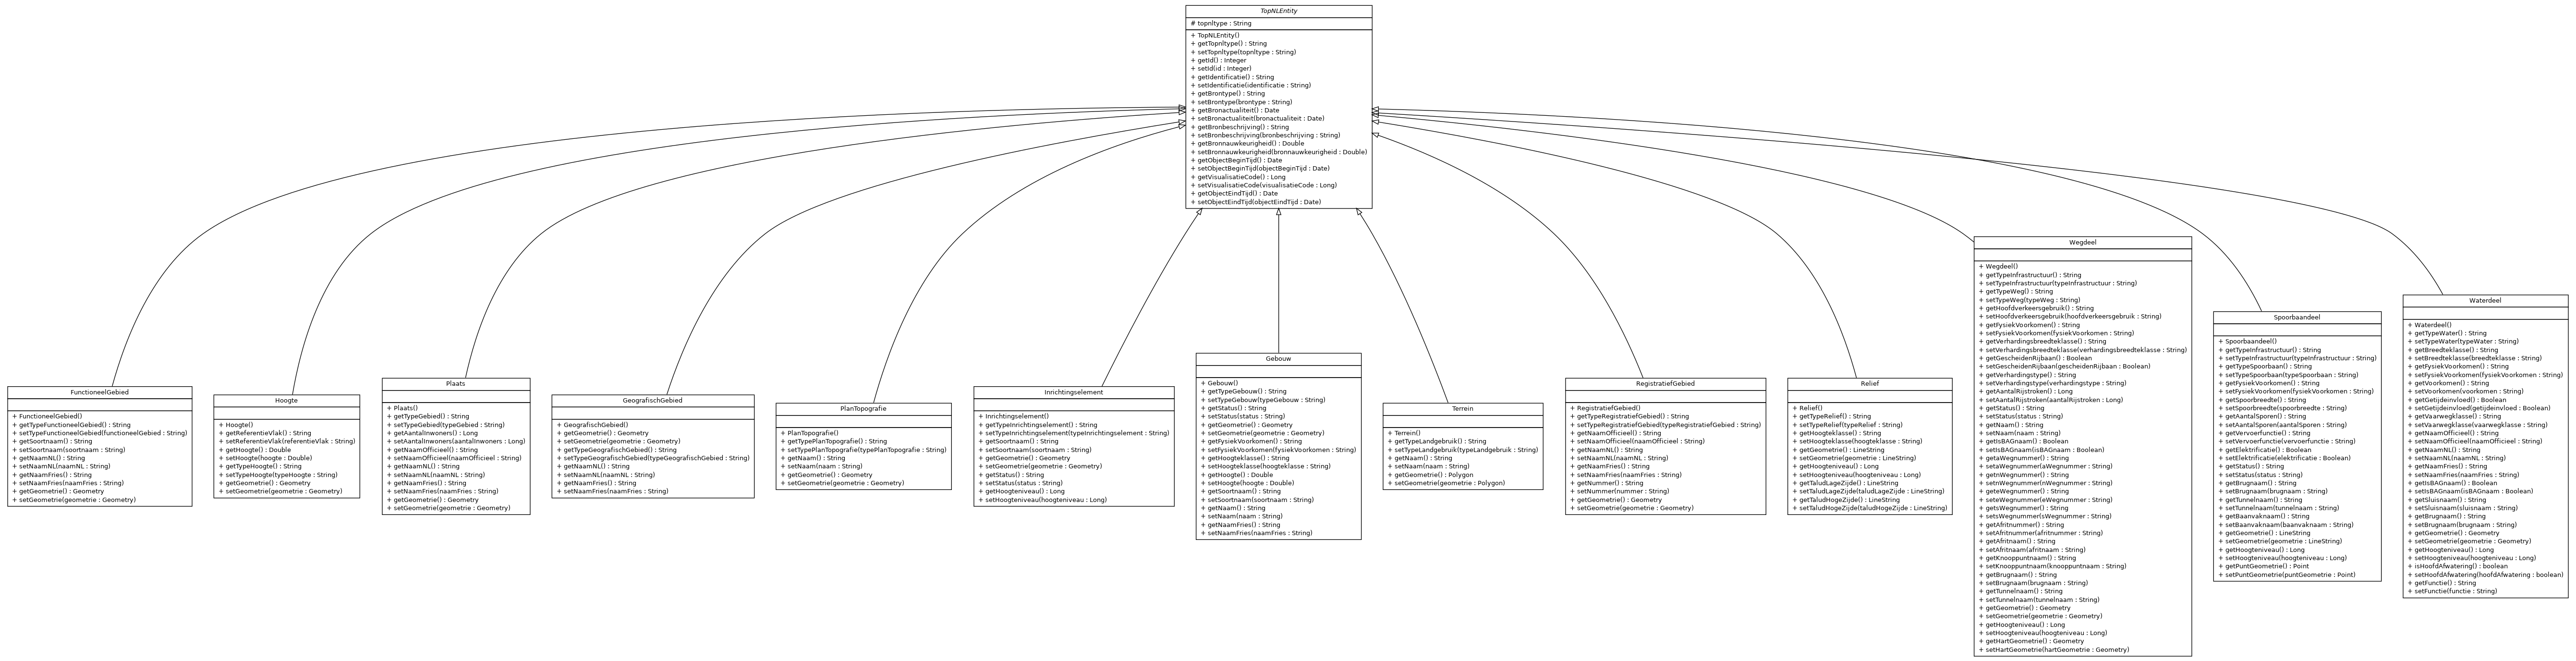 TopNLEntity
# topnltype : String
+ TopNLEntity()
+ getTopnltype() : String
+ setTopnltype(topnltype : String)
+ getId() : Integer
+ setId(id : Integer)
+ getIdentificatie() : String
+ setIdentificatie(identificatie : String)
+ getBrontype() : String
+ setBrontype(brontype : String)
+ getBronactualiteit() : Date
+ setBronactualiteit(bronactualiteit : Date)
+ getBronbeschrijving() : String
+ setBronbeschrijving(bronbeschrijving : String)
+ getBronnauwkeurigheid() : Double
+ setBronnauwkeurigheid(bronnauwkeurigheid : Double)
+ getObjectBeginTijd() : Date
+ setObjectBeginTijd(objectBeginTijd : Date)
+ getVisualisatieCode() : Long
+ setVisualisatieCode(visualisatieCode : Long)
+ getObjectEindTijd() : Date
+ setObjectEindTijd(objectEindTijd : Date)
FunctioneelGebied
+ FunctioneelGebied()
+ getTypeFunctioneelGebied() : String
+ setTypeFunctioneelGebied(functioneelGebied : String)
+ getSoortnaam() : String
+ setSoortnaam(soortnaam : String)
+ getNaamNL() : String
+ setNaamNL(naamNL : String)
+ getNaamFries() : String
+ setNaamFries(naamFries : String)
+ getGeometrie() : Geometry
+ setGeometrie(geometrie : Geometry)
Hoogte
+ Hoogte()
+ getReferentieVlak() : String
+ setReferentieVlak(referentieVlak : String)
+ getHoogte() : Double
+ setHoogte(hoogte : Double)
+ getTypeHoogte() : String
+ setTypeHoogte(typeHoogte : String)
+ getGeometrie() : Geometry
+ setGeometrie(geometrie : Geometry)
Plaats
+ Plaats()
+ getTypeGebied() : String
+ setTypeGebied(typeGebied : String)
+ getAantalInwoners() : Long
+ setAantalInwoners(aantalInwoners : Long)
+ getNaamOfficieel() : String
+ setNaamOfficieel(naamOfficieel : String)
+ getNaamNL() : String
+ setNaamNL(naamNL : String)
+ getNaamFries() : String
+ setNaamFries(naamFries : String)
+ getGeometrie() : Geometry
+ setGeometrie(geometrie : Geometry)
GeografischGebied
+ GeografischGebied()
+ getGeometrie() : Geometry
+ setGeometrie(geometrie : Geometry)
+ getTypeGeografischGebied() : String
+ setTypeGeografischGebied(typeGeografischGebied : String)
+ getNaamNL() : String
+ setNaamNL(naamNL : String)
+ getNaamFries() : String
+ setNaamFries(naamFries : String)
PlanTopografie
+ PlanTopografie()
+ getTypePlanTopografie() : String
+ setTypePlanTopografie(typePlanTopografie : String)
+ getNaam() : String
+ setNaam(naam : String)
+ getGeometrie() : Geometry
+ setGeometrie(geometrie : Geometry)
Inrichtingselement
+ Inrichtingselement()
+ getTypeInrichtingselement() : String
+ setTypeInrichtingselement(typeInrichtingselement : String)
+ getSoortnaam() : String
+ setSoortnaam(soortnaam : String)
+ getGeometrie() : Geometry
+ setGeometrie(geometrie : Geometry)
+ getStatus() : String
+ setStatus(status : String)
+ getHoogteniveau() : Long
+ setHoogteniveau(hoogteniveau : Long)
Gebouw
+ Gebouw()
+ getTypeGebouw() : String
+ setTypeGebouw(typeGebouw : String)
+ getStatus() : String
+ setStatus(status : String)
+ getGeometrie() : Geometry
+ setGeometrie(geometrie : Geometry)
+ getFysiekVoorkomen() : String
+ setFysiekVoorkomen(fysiekVoorkomen : String)
+ getHoogteklasse() : String
+ setHoogteklasse(hoogteklasse : String)
+ getHoogte() : Double
+ setHoogte(hoogte : Double)
+ getSoortnaam() : String
+ setSoortnaam(soortnaam : String)
+ getNaam() : String
+ setNaam(naam : String)
+ getNaamFries() : String
+ setNaamFries(naamFries : String)
Terrein
+ Terrein()
+ getTypeLandgebruik() : String
+ setTypeLandgebruik(typeLandgebruik : String)
+ getNaam() : String
+ setNaam(naam : String)
+ getGeometrie() : Polygon
+ setGeometrie(geometrie : Polygon)
RegistratiefGebied
+ RegistratiefGebied()
+ getTypeRegistratiefGebied() : String
+ setTypeRegistratiefGebied(typeRegistratiefGebied : String)
+ getNaamOfficieel() : String
+ setNaamOfficieel(naamOfficieel : String)
+ getNaamNL() : String
+ setNaamNL(naamNL : String)
+ getNaamFries() : String
+ setNaamFries(naamFries : String)
+ getNummer() : String
+ setNummer(nummer : String)
+ getGeometrie() : Geometry
+ setGeometrie(geometrie : Geometry)
Relief
+ Relief()
+ getTypeRelief() : String
+ setTypeRelief(typeRelief : String)
+ getHoogteklasse() : String
+ setHoogteklasse(hoogteklasse : String)
+ getGeometrie() : LineString
+ setGeometrie(geometrie : LineString)
+ getHoogteniveau() : Long
+ setHoogteniveau(hoogteniveau : Long)
+ getTaludLageZijde() : LineString
+ setTaludLageZijde(taludLageZijde : LineString)
+ getTaludHogeZijde() : LineString
+ setTaludHogeZijde(taludHogeZijde : LineString)
Wegdeel
+ Wegdeel()
+ getTypeInfrastructuur() : String
+ setTypeInfrastructuur(typeInfrastructuur : String)
+ getTypeWeg() : String
+ setTypeWeg(typeWeg : String)
+ getHoofdverkeersgebruik() : String
+ setHoofdverkeersgebruik(hoofdverkeersgebruik : String)
+ getFysiekVoorkomen() : String
+ setFysiekVoorkomen(fysiekVoorkomen : String)
+ getVerhardingsbreedteklasse() : String
+ setVerhardingsbreedteklasse(verhardingsbreedteklasse : String)
+ getGescheidenRijbaan() : Boolean
+ setGescheidenRijbaan(gescheidenRijbaan : Boolean)
+ getVerhardingstype() : String
+ setVerhardingstype(verhardingstype : String)
+ getAantalRijstroken() : Long
+ setAantalRijstroken(aantalRijstroken : Long)
+ getStatus() : String
+ setStatus(status : String)
+ getNaam() : String
+ setNaam(naam : String)
+ getIsBAGnaam() : Boolean
+ setIsBAGnaam(isBAGnaam : Boolean)
+ getaWegnummer() : String
+ setaWegnummer(aWegnummer : String)
+ getnWegnummer() : String
+ setnWegnummer(nWegnummer : String)
+ geteWegnummer() : String
+ seteWegnummer(eWegnummer : String)
+ getsWegnummer() : String
+ setsWegnummer(sWegnummer : String)
+ getAfritnummer() : String
+ setAfritnummer(afritnummer : String)
+ getAfritnaam() : String
+ setAfritnaam(afritnaam : String)
+ getKnooppuntnaam() : String
+ setKnooppuntnaam(knooppuntnaam : String)
+ getBrugnaam() : String
+ setBrugnaam(brugnaam : String)
+ getTunnelnaam() : String
+ setTunnelnaam(tunnelnaam : String)
+ getGeometrie() : Geometry
+ setGeometrie(geometrie : Geometry)
+ getHoogteniveau() : Long
+ setHoogteniveau(hoogteniveau : Long)
+ getHartGeometrie() : Geometry
+ setHartGeometrie(hartGeometrie : Geometry)
Spoorbaandeel
+ Spoorbaandeel()
+ getTypeInfrastructuur() : String
+ setTypeInfrastructuur(typeInfrastructuur : String)
+ getTypeSpoorbaan() : String
+ setTypeSpoorbaan(typeSpoorbaan : String)
+ getFysiekVoorkomen() : String
+ setFysiekVoorkomen(fysiekVoorkomen : String)
+ getSpoorbreedte() : String
+ setSpoorbreedte(spoorbreedte : String)
+ getAantalSporen() : String
+ setAantalSporen(aantalSporen : String)
+ getVervoerfunctie() : String
+ setVervoerfunctie(vervoerfunctie : String)
+ getElektrificatie() : Boolean
+ setElektrificatie(elektrificatie : Boolean)
+ getStatus() : String
+ setStatus(status : String)
+ getBrugnaam() : String
+ setBrugnaam(brugnaam : String)
+ getTunnelnaam() : String
+ setTunnelnaam(tunnelnaam : String)
+ getBaanvaknaam() : String
+ setBaanvaknaam(baanvaknaam : String)
+ getGeometrie() : LineString
+ setGeometrie(geometrie : LineString)
+ getHoogteniveau() : Long
+ setHoogteniveau(hoogteniveau : Long)
+ getPuntGeometrie() : Point
+ setPuntGeometrie(puntGeometrie : Point)
Waterdeel
+ Waterdeel()
+ getTypeWater() : String
+ setTypeWater(typeWater : String)
+ getBreedteklasse() : String
+ setBreedteklasse(breedteklasse : String)
+ getFysiekVoorkomen() : String
+ setFysiekVoorkomen(fysiekVoorkomen : String)
+ getVoorkomen() : String
+ setVoorkomen(voorkomen : String)
+ getGetijdeinvloed() : Boolean
+ setGetijdeinvloed(getijdeinvloed : Boolean)
+ getVaarwegklasse() : String
+ setVaarwegklasse(vaarwegklasse : String)
+ getNaamOfficieel() : String
+ setNaamOfficieel(naamOfficieel : String)
+ getNaamNL() : String
+ setNaamNL(naamNL : String)
+ getNaamFries() : String
+ setNaamFries(naamFries : String)
+ getIsBAGnaam() : Boolean
+ setIsBAGnaam(isBAGnaam : Boolean)
+ getSluisnaam() : String
+ setSluisnaam(sluisnaam : String)
+ getBrugnaam() : String
+ setBrugnaam(brugnaam : String)
+ getGeometrie() : Geometry
+ setGeometrie(geometrie : Geometry)
+ getHoogteniveau() : Long
+ setHoogteniveau(hoogteniveau : Long)
+ isHoofdAfwatering() : boolean
+ setHoofdAfwatering(hoofdAfwatering : boolean)
+ getFunctie() : String
+ setFunctie(functie : String)